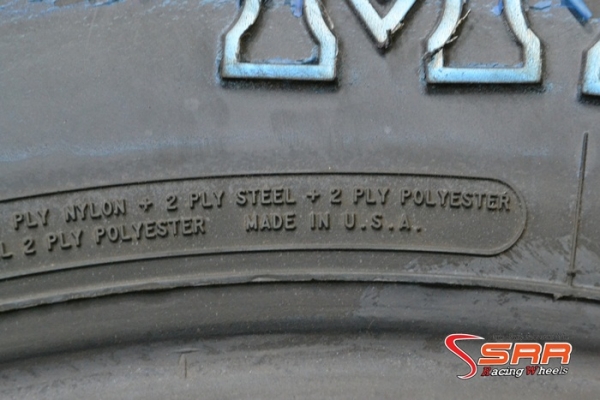 M
PLY NYLON + 2 PLY STEEL + 2 PLY POLYESTER
L 2 PLY POLYESTER MADE IN U.S.A.
SRR
Racing Wheels